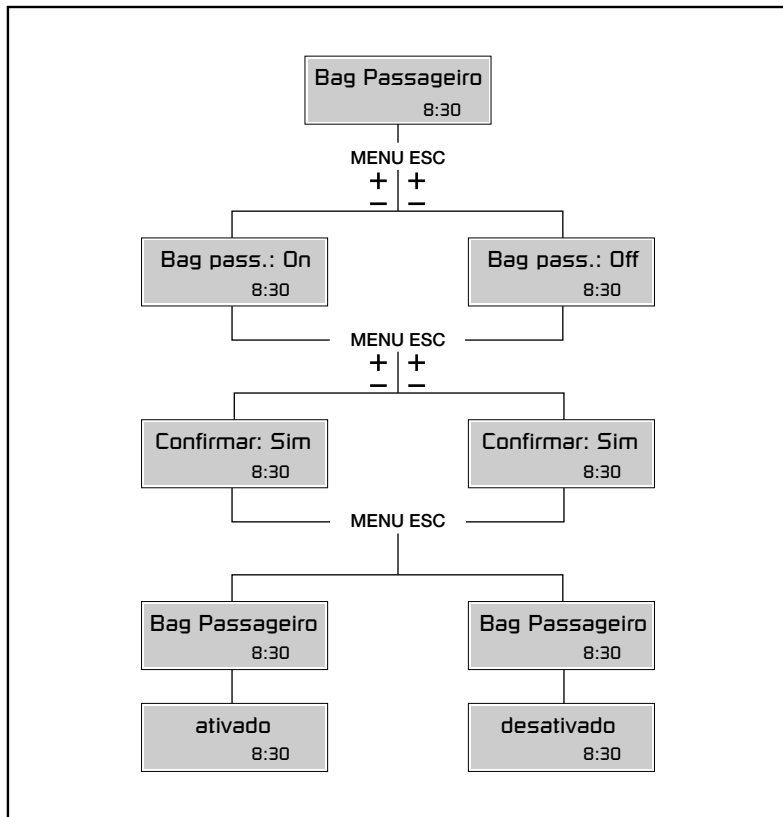 Bag Passageiro
8:30
MENU ESC
+ +
– –
Bag pass.: On
8:30
Bag pass.: Off
8:30
MENU ESC
+ +
– –
Confirmar: Sim
8:30
Confirmar: Sim
8:30
MENU ESC
Bag Passageiro
8:30
Bag Passageiro
8:30
ativado
8:30
desativado
8:30